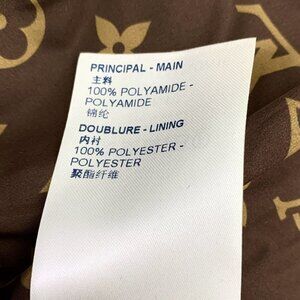 PRINCIPAL - MAIN
主料
100% POLYAMIDE -
POLYAMIDE
锦纶
DOUBLURE - LINING
内衬
100% POLYESTER -
POLYESTER
聚酯纤维